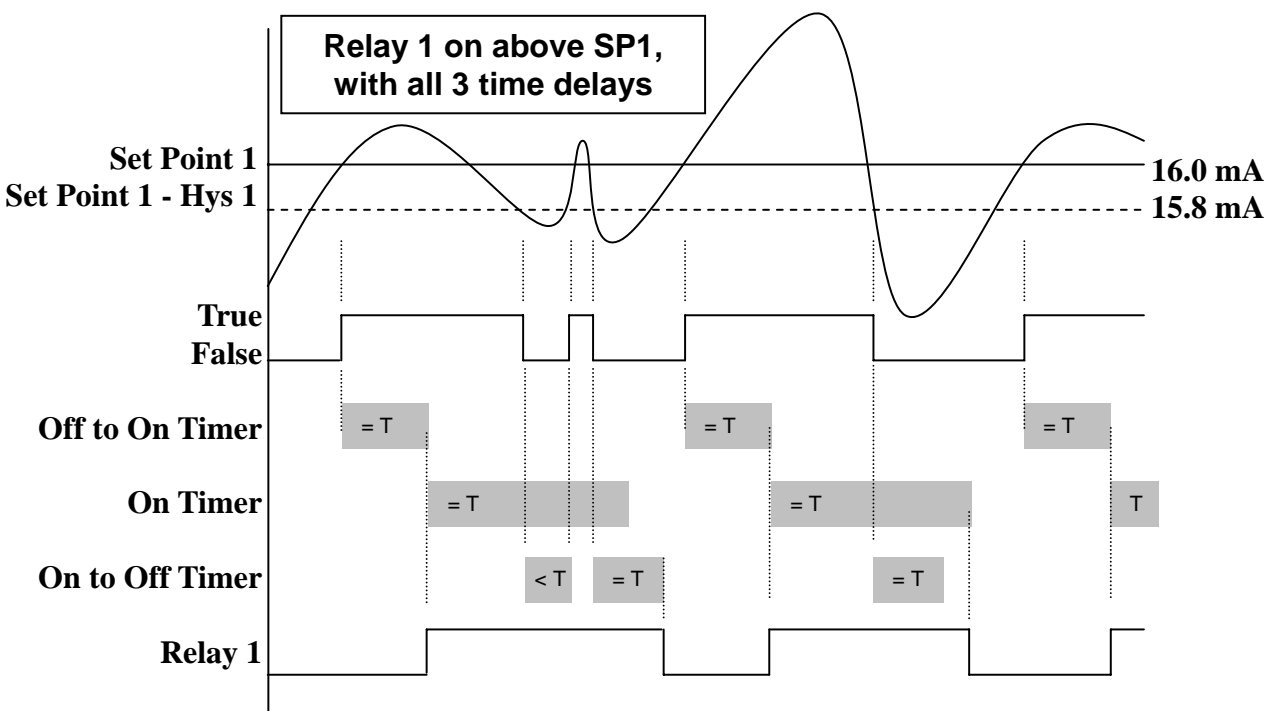 Relay 1 on above SP1,
with all 3 time delays
Set Point 1
16.0 mA
Set Point 1 - Hys 1
15.8 mA
True
False
Off to On Timer
= T
= T
= T
On Timer
= T
= T
T
On to Off Timer
< T
= T
= T
Relay 1